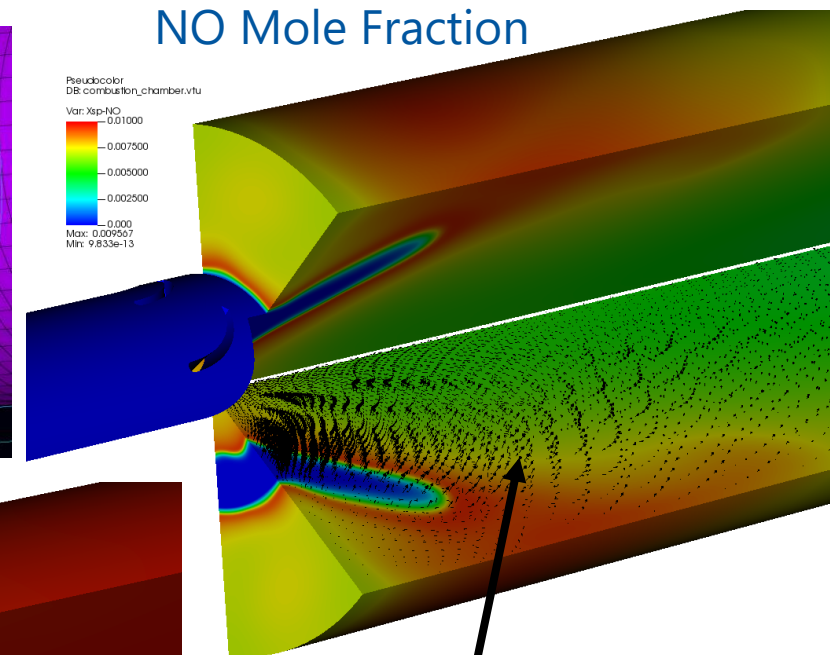 NO Mole Fraction
Pseudocolor
DB: combustion_chamber.vtu
Var: Xsp-NO
0.01000
0.007500
0.005000
0.002500
0.000
Max: 0.009567
Min: 9.833e-13